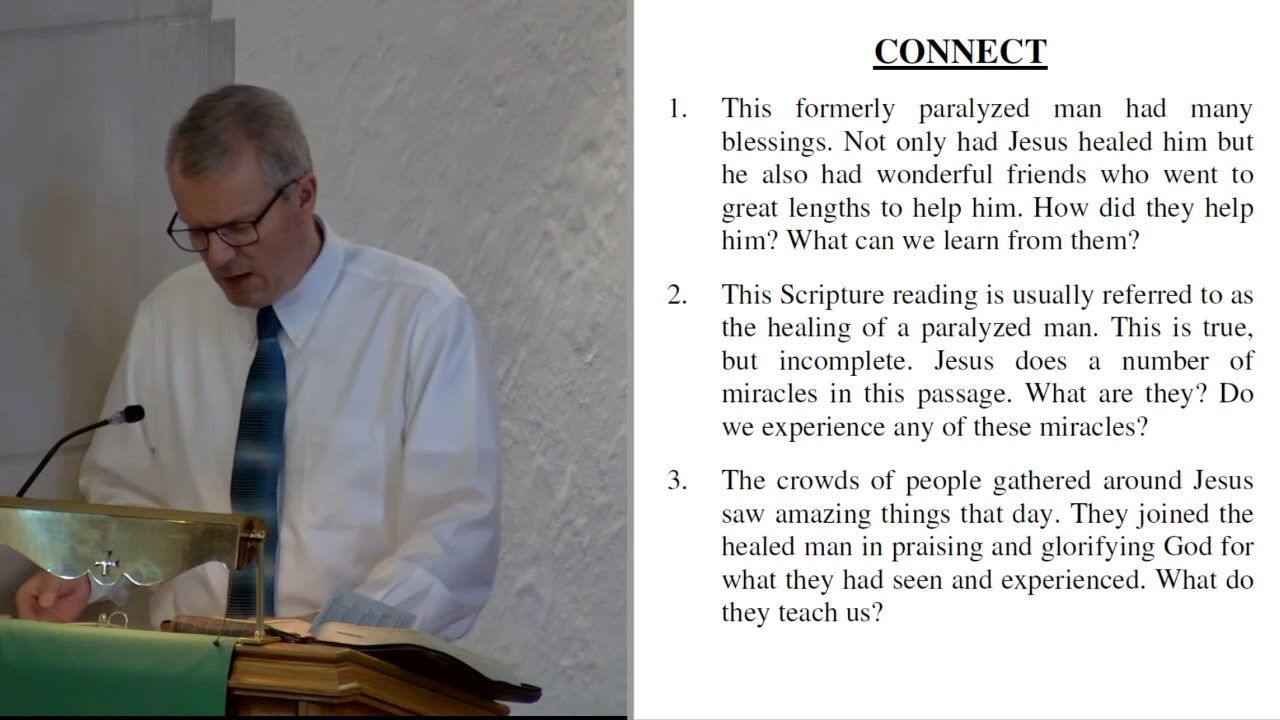 CONNECT
1. This formerly paralyzed man had many
blessings. Not only had Jesus healed him but
he also had wonderful friends who went to
great lengths to help him. How did they help
him? What can we learn from them?
2. This Scripture reading is usually referred to as
the healing of a paralyzed man. This is true,
but incomplete. Jesus does a number of
miracles in this passage. What are they? Do
we experience any of these miracles?
3. The crowds of people gathered around Jesus
saw amazing things that day. They joined the
healed man in praising and glorifying God for
what they had seen and experienced. What do
they teach us?